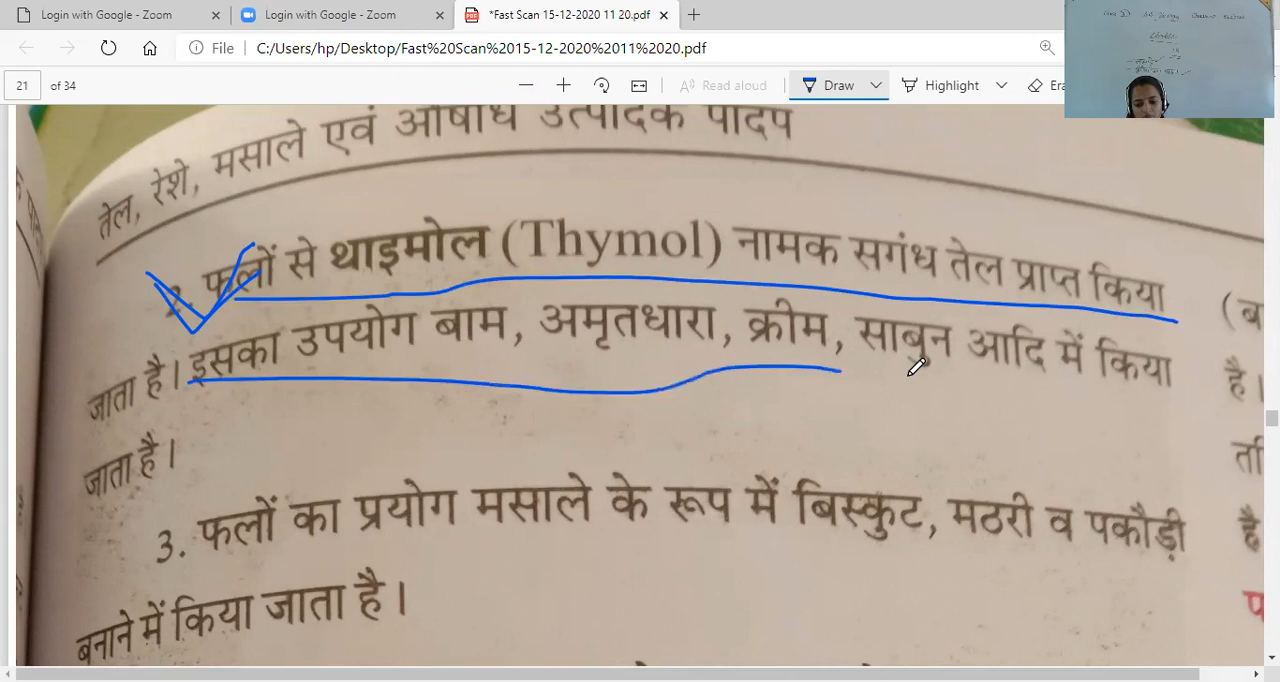 Login with Google - Zoom
Login with Google - Zoom
*Fast Scan 15-12-2020 11 20.pdf
File
C:/Users/hp/Desktop/Fast%20Scan%2015-12-2020%2011%2020.pdf
21 of 34
Read aloud
Draw
Highlight
Era
तेल, रेशे, मसाले एवं औषधि उत्पादक पादप
2. फलों से थाइमोल (Thymol) नामक सगंध तेल प्राप्त किया
जाता है। इसका उपयोग बाम, अमृतधारा, क्रीम, साबुन आदि में किया
जाता है।
3. फलों का प्रयोग मसाले के रूप में बिस्कुट, मठरी व पकौड़ी
बनाने में किया जाता है।
(ब
है।
है